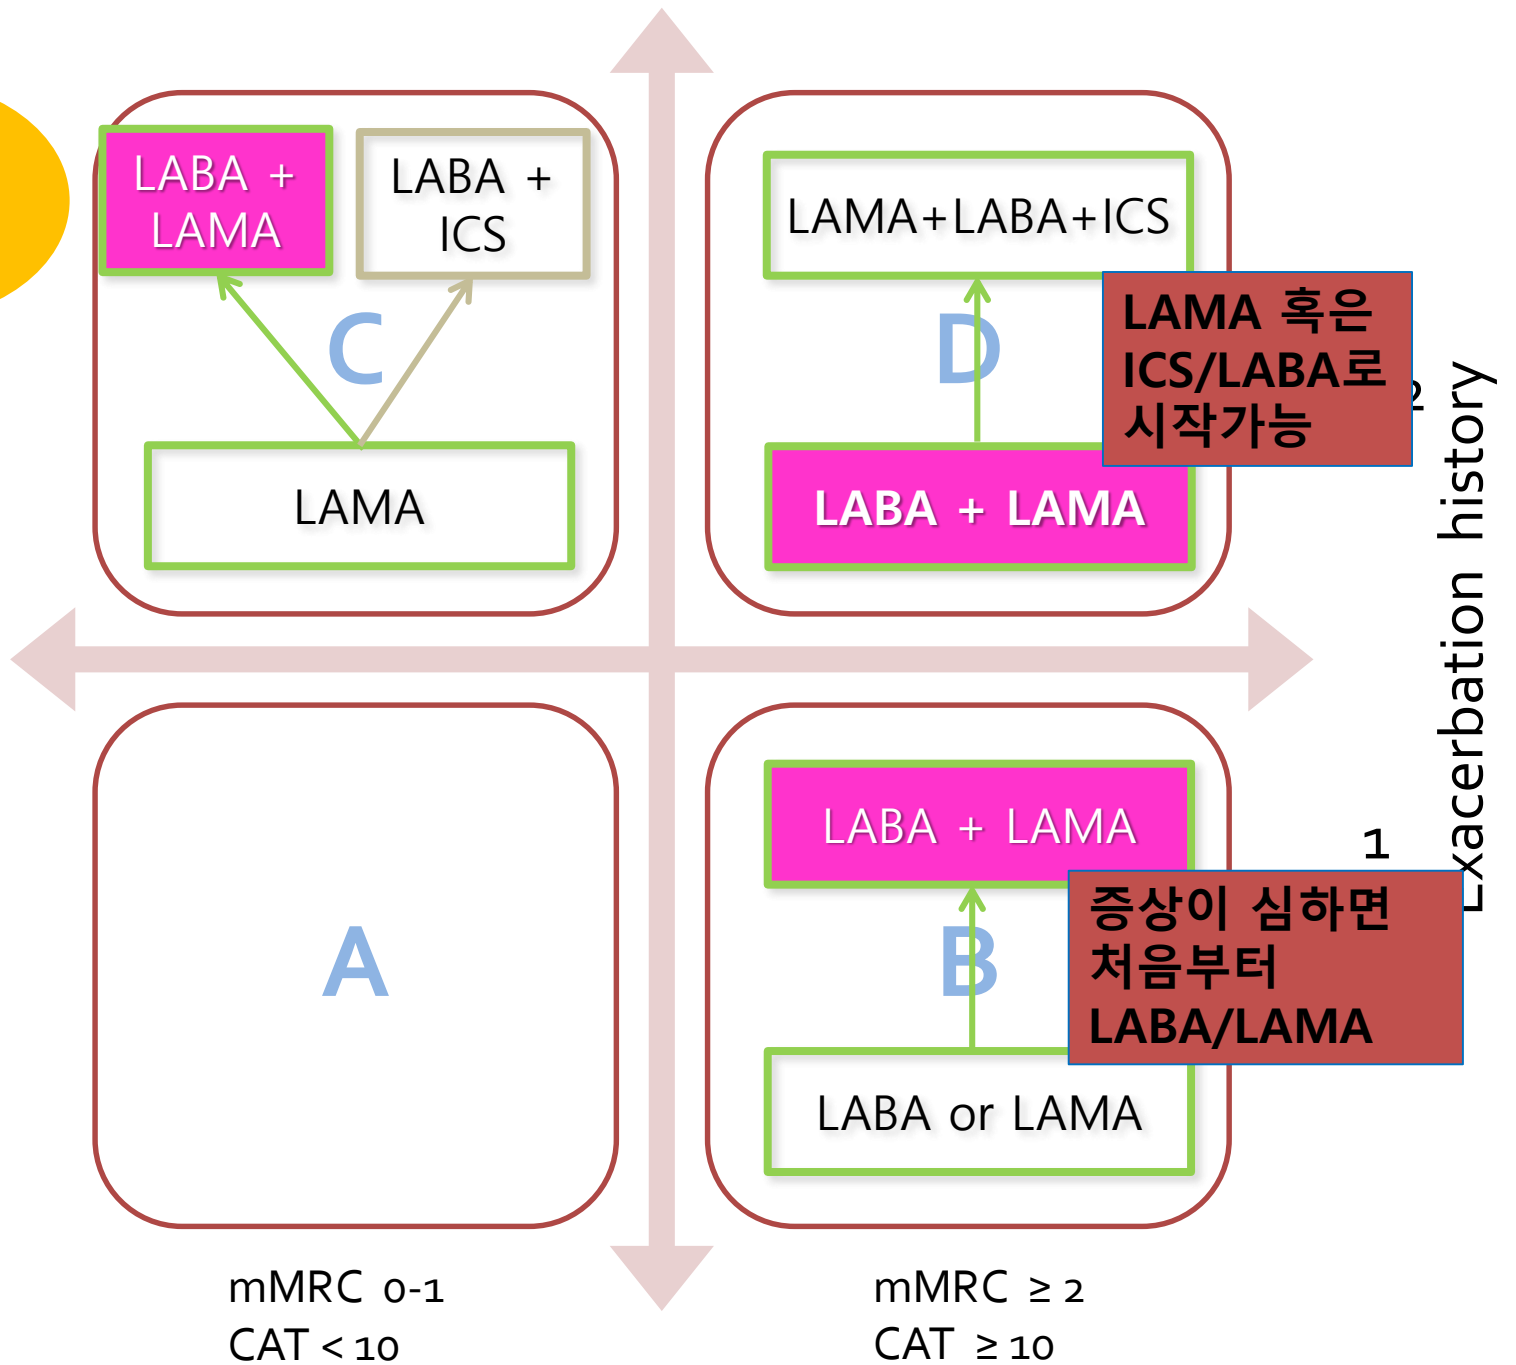 LABA +
LAMA
LABA +
ICS
C
LAMA
LAMA+LABA+ICS
D
LAMA 혹은
ICS/LABA로
시작가능
LABA + LAMA
Exacerbation history
A
LABA + LAMA
1
B
증상이 심하면
처음부터
LABA/LAMA
LABA or LAMA
mMRC 0-1
CAT < 10
mMRC ≥ 2
CAT ≥ 10